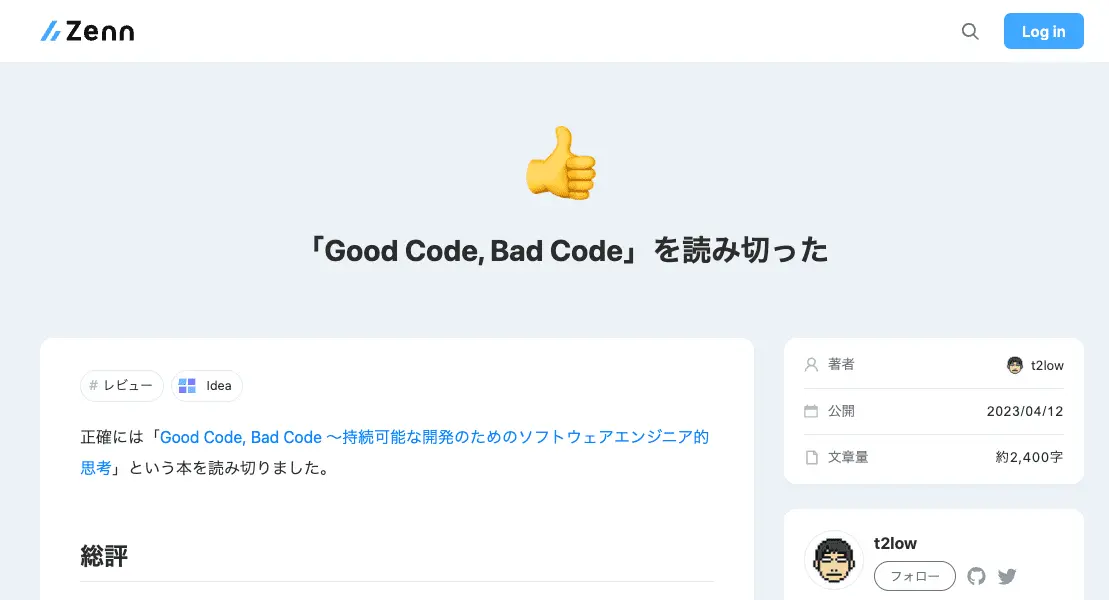 Zenn
Log in
「Good Code, Bad Code」を読み切った
# レビュー
Idea
正確には「Good Code, Bad Code 〜持続可能な開発のためのソフトウェアエンジニア的
思考」という本を読み切りました。
総評
著者 t2low
公開 2023/04/12
文章量 約2,400字
t2low
フォロー